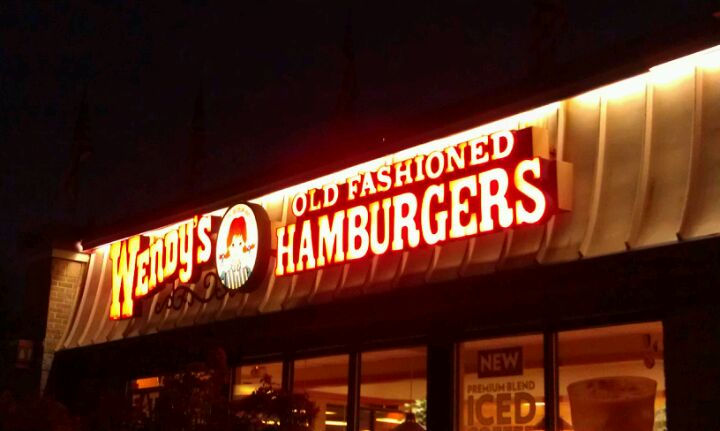 Wendy's
OLD FASHIONED
HAMBURGERS
NEW
PREMIUM BLEND
ICED